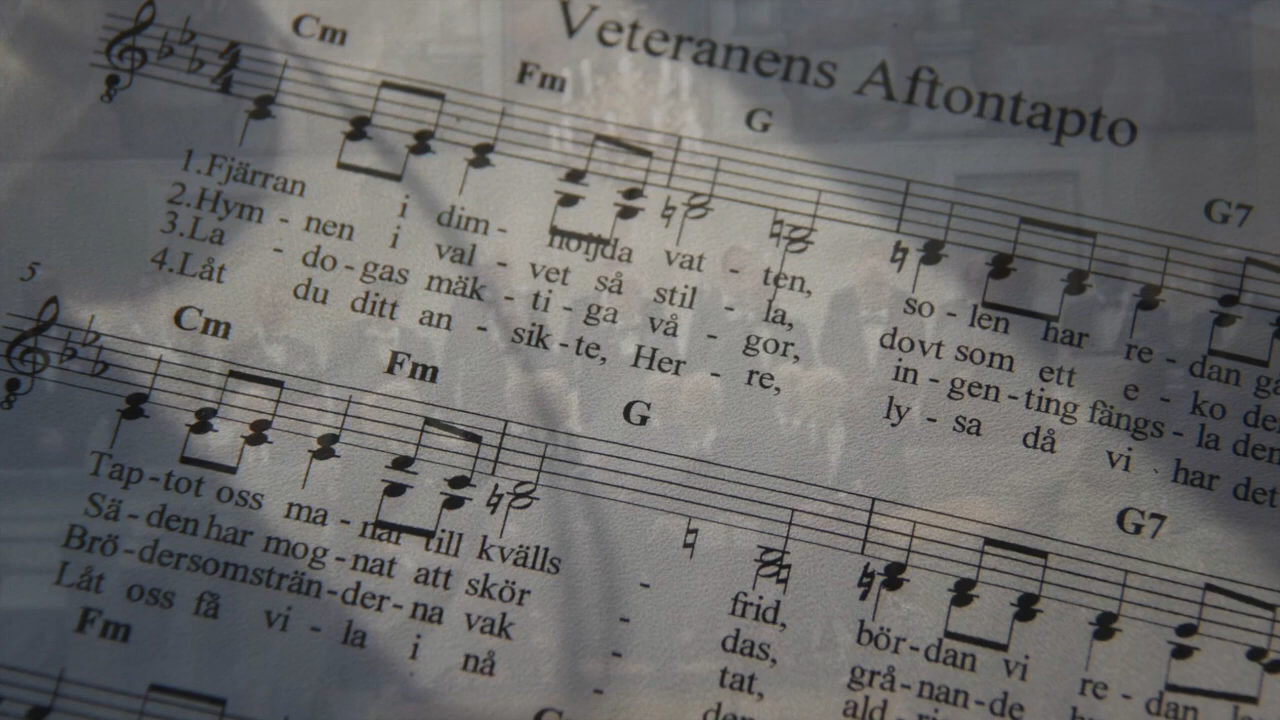 Veteranens Aftontapto
Cm Fm G G7
1.Fjärran i dim - höljda vat - ten, so - len har re - dan gå
2.Hym - nen i val - vet så stil - la, dovt som ett e - ko de
3.La - do - gas mäk - ti - ga vå - gor, in - gen - ting fängs - la den
4.Låt du ditt an - sik - te, Her - re, ly - sa då vi har det
5
Cm Fm G G7
Tap - tot oss ma - nar till kvälls - frid, bör - dan vi re - dan
Sä - den har mog - nat att skör - das, grå - nan - de
Brö - dersomsträn - der - na vak - tat,
Låt oss få vi - la i nå -
Fm